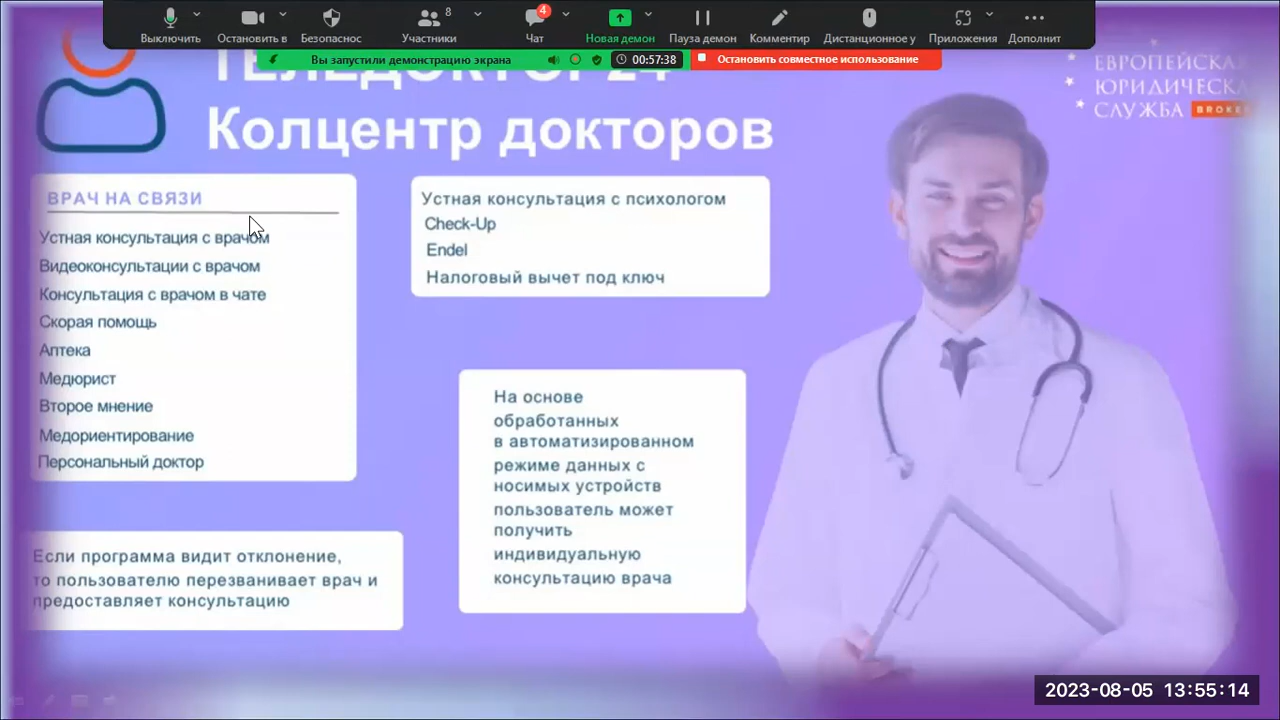 Выключить
Остановить в
Безопаснос
8
Участники
4
Чат
Новая демон
Пауза демон
Комментир
Дистанционное у
Приложения
Дополнит
Вы запустили демонстрацию экрана
00:57:38
Остановить совместное использование
ТЕЛЕДОКТОР 24
Колцентр докторов
ЕВРОПЕЙСКАЯ
ЮРИДИЧЕСКАЯ
СЛУЖБА BROKER
ВРАЧ НА СВЯЗИ
Устная консультация с врачом
Видеоконсультации с врачом
Консультация с врачом в чате
Скорая помощь
Аптека
Медюрист
Второе мнение
Медориентирование
Персональный доктор
Устная консультация с психологом
Check-Up
Endel
Налоговый вычет под ключ
На основе
обработанных
в автоматизированном
режиме данных с
носимых устройств
пользователь может
получить
индивидуальную
консультацию врача
Если программа видит отклонение,
то пользователю перезванивает врач и
предоставляет консультацию
2023-08-05 13:55:14